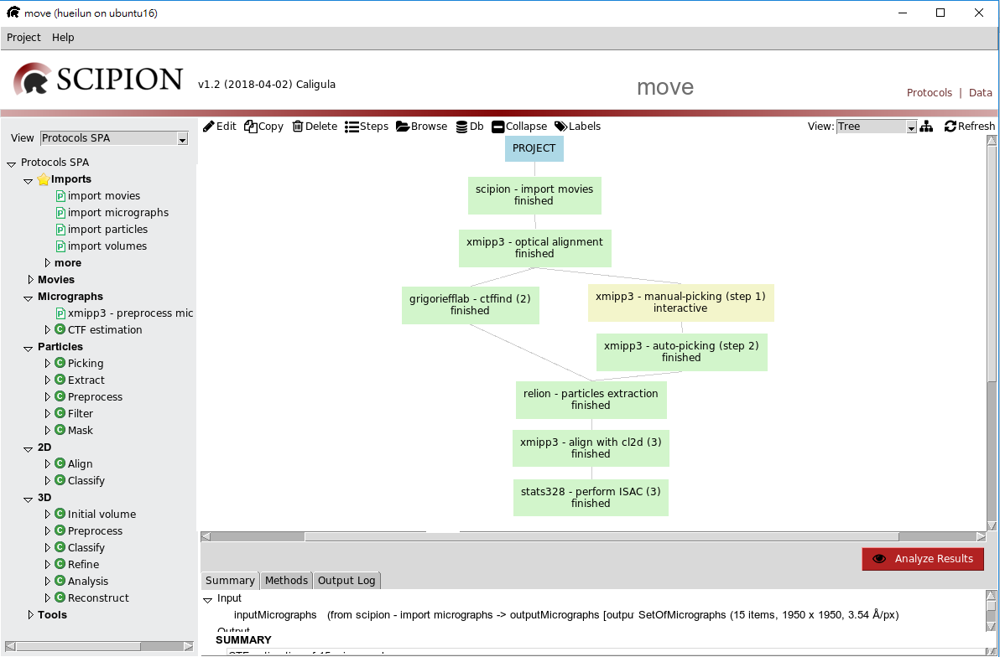 move (hueilun on ubuntu16)
Project Help
SCIPION v1.2 (2018-04-02) Caligula
move
Protocols | Data
View Protocols SPA
Protocols SPA
Imports
import movies
import micrographs
import particles
import volumes
more
Movies
Micrographs
xmipp3 - preprocess mic
CTF estimation
Particles
Picking
Extract
Preprocess
Filter
Mask
2D
Align
Classify
3D
Initial volume
Preprocess
Classify
Refine
Analysis
Reconstruct
Tools
Edit Copy Delete Steps Browse Db Collapse Labels View: Tree Refresh
PROJECT
scipion - import movies
finished
xmipp3 - optical alignment
finished
grigoriefflab - ctffind (2)
finished
xmipp3 - manual-picking (step 1)
interactive
xmipp3 - auto-picking (step 2)
finished
relion - particles extraction
finished
xmipp3 - align with cl2d (3)
finished
stats328 - perform ISAC (3)
finished
Analyze Results
Summary Methods Output Log
Input
inputMicrographs (from scipion - import micrographs -> outputMicrographs [outpu SetOfMicrographs (15 items, 1950 x 1950, 3.54 Å/px)
Output
SUMMARY